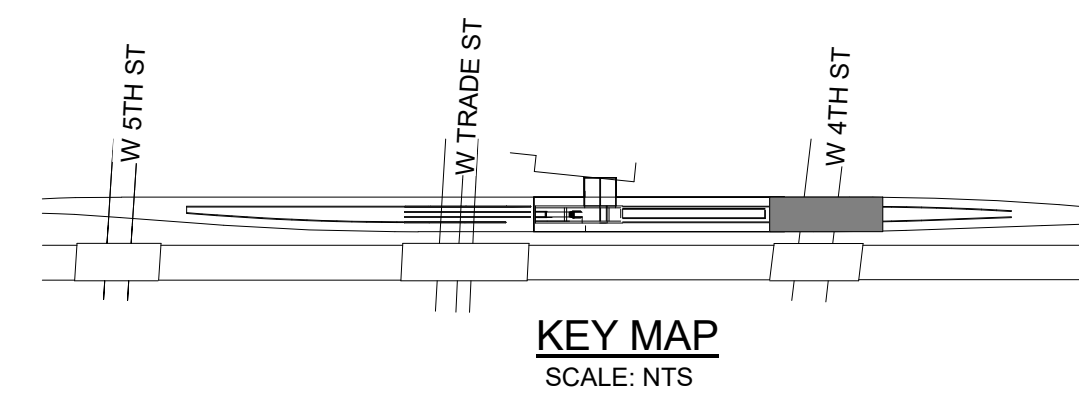 W 5TH ST
W TRADE ST
W 4TH ST
KEY MAP
SCALE: NTS